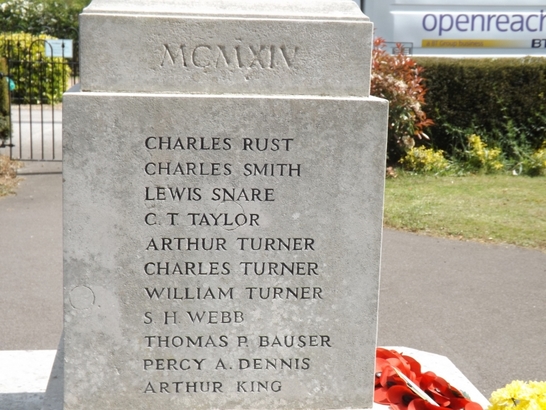 openreach
BT
MCMXIV
CHARLES RUST
CHARLES SMITH
LEWIS SNARE
C. T. TAYLOR
ARTHUR TURNER
CHARLES TURNER
WILLIAM TURNER
S H WEBB
THOMAS P. BAUSER
PERCY A. DENNIS
ARTHUR KING